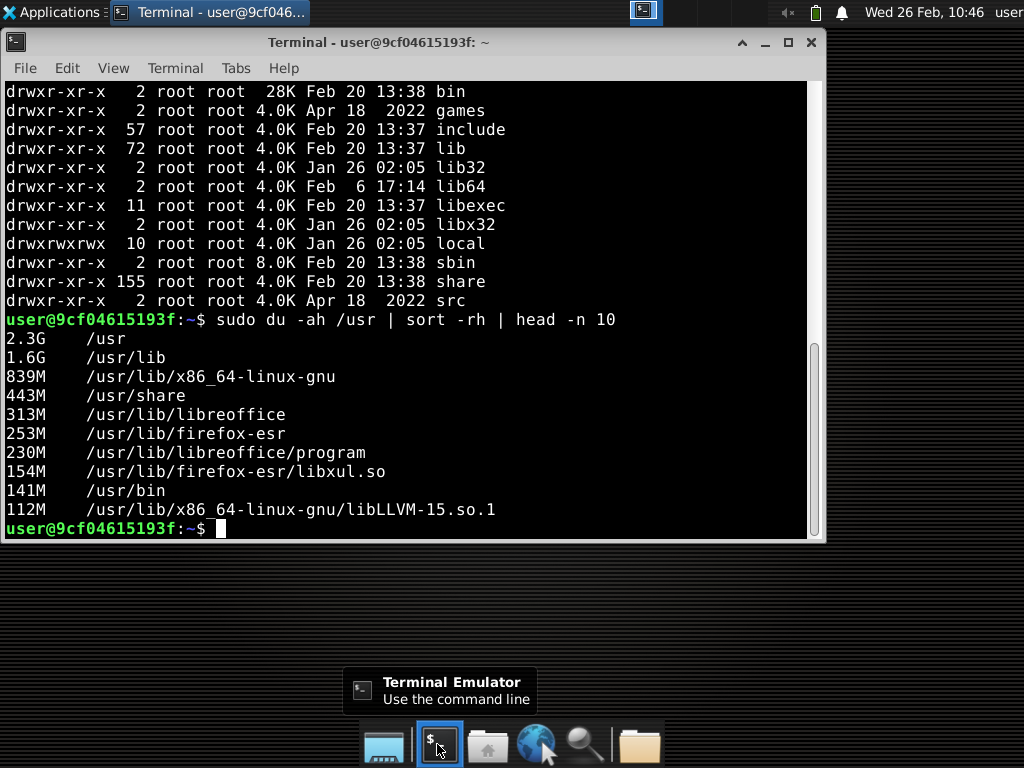 Applications
Terminal - user@9cf046...
Wed 26 Feb, 10:46
user
Terminal - user@9cf04615193f: ~
File Edit View Terminal Tabs Help
drwxr-xr-x   2 root root  28K Feb 20 13:38 bin
drwxr-xr-x   2 root root 4.0K Apr 18  2022 games
drwxr-xr-x  57 root root 4.0K Feb 20 13:37 include
drwxr-xr-x  72 root root 4.0K Feb 20 13:37 lib
drwxr-xr-x   2 root root 4.0K Jan 26 02:05 lib32
drwxr-xr-x   2 root root 4.0K Feb  6 17:14 lib64
drwxr-xr-x  11 root root 4.0K Feb 20 13:37 libexec
drwxr-xr-x   2 root root 4.0K Jan 26 02:05 libx32
drwxrwxrwx  10 root root 4.0K Jan 26 02:05 local
drwxr-xr-x   2 root root 8.0K Feb 20 13:38 sbin
drwxr-xr-x 155 root root 4.0K Feb 20 13:38 share
drwxr-xr-x   2 root root 4.0K Apr 18  2022 src
user@9cf04615193f:~$ sudo du -ah /usr | sort -rh | head -n 10
2.3G    /usr
1.6G    /usr/lib
839M    /usr/lib/x86_64-linux-gnu
443M    /usr/share
313M    /usr/lib/libreoffice
253M    /usr/lib/firefox-esr
230M    /usr/lib/libreoffice/program
154M    /usr/lib/firefox-esr/libxul.so
141M    /usr/bin
112M    /usr/lib/x86_64-linux-gnu/libLLVM-15.so.1
user@9cf04615193f:~$
Terminal Emulator
Use the command line